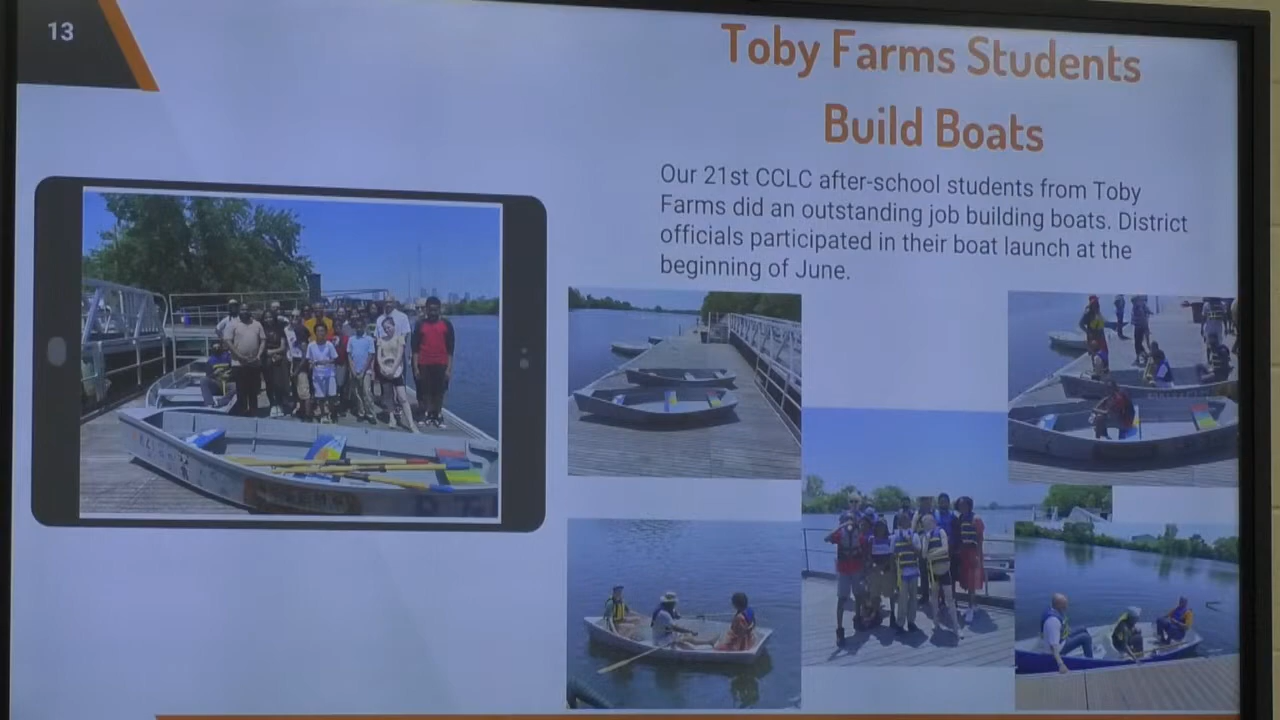 13
Toby Farms Students
Build Boats
Our 21st CCLC after-school students from Toby
Farms did an outstanding job building boats. District
officials participated in their boat launch at the
beginning of June.